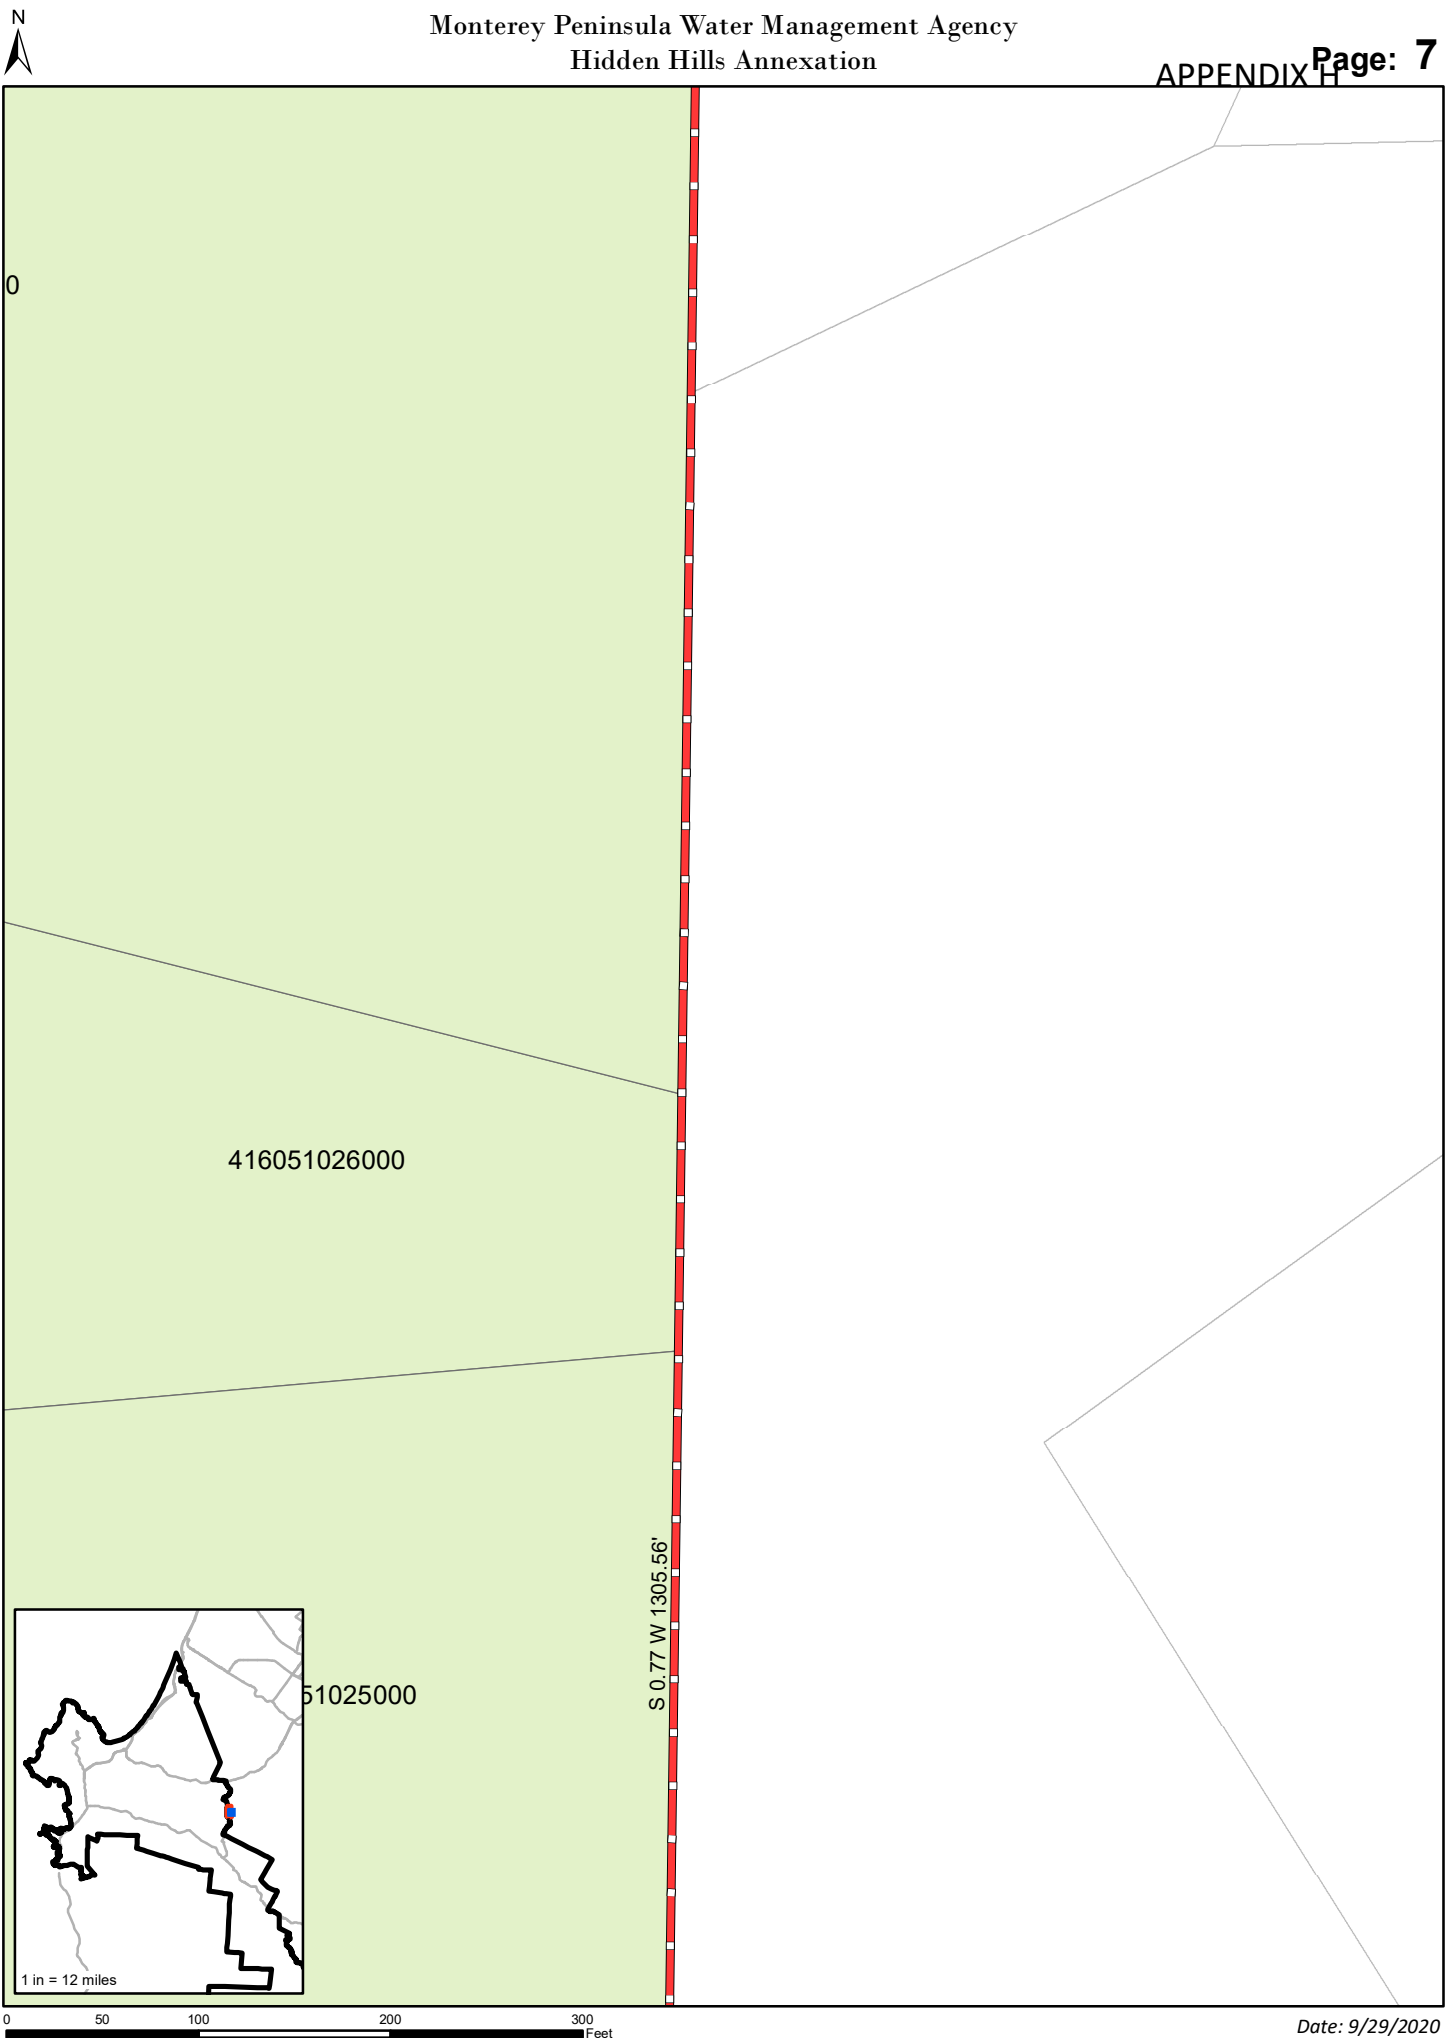 N
Monterey Peninsula Water Management Agency
Hidden Hills Annexation
Page: 7
APPENDIX H
0
416051026000
S 0.77 W 1305.56'
51025000
1 in = 12 miles
0 50 100 200 300
Feet
Date: 9/29/2020